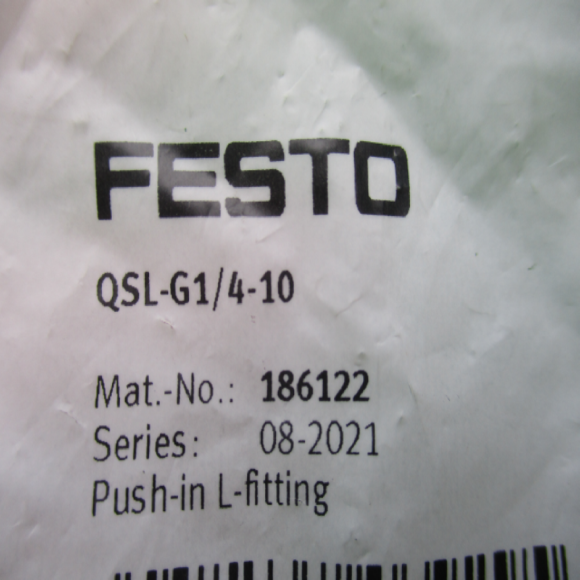 FESTO
QSL-G1/4-10
Mat.-No.: 186122
Series: 08-2021
Push-in L-fitting